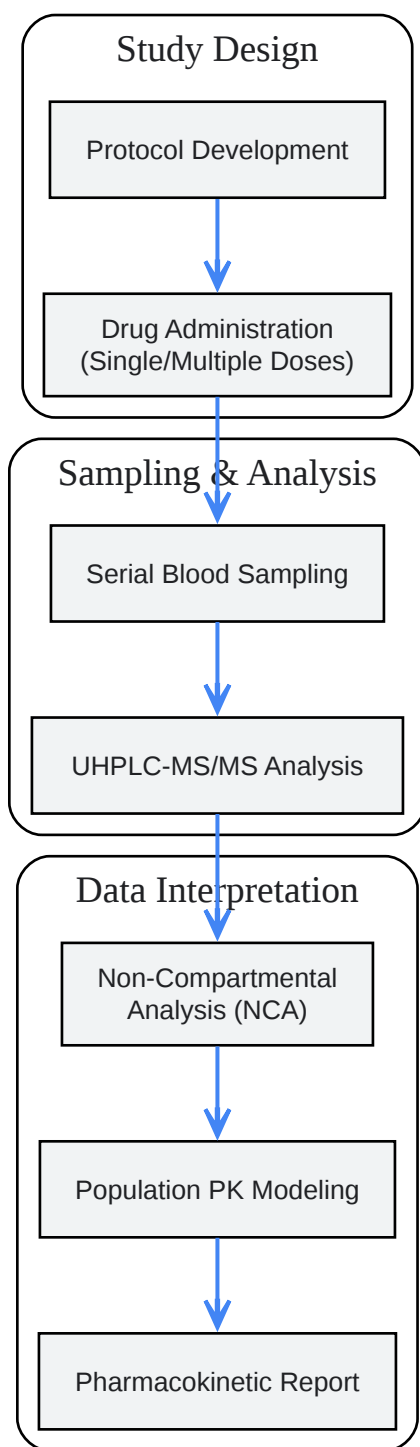 Study Design
Protocol Development
Drug Administration
(Single/Multiple Doses)
Sampling & Analysis
Serial Blood Sampling
UHPLC-MS/MS Analysis
Data Interpretation
Non-Compartmental
Analysis (NCA)
Population PK Modeling
Pharmacokinetic Report